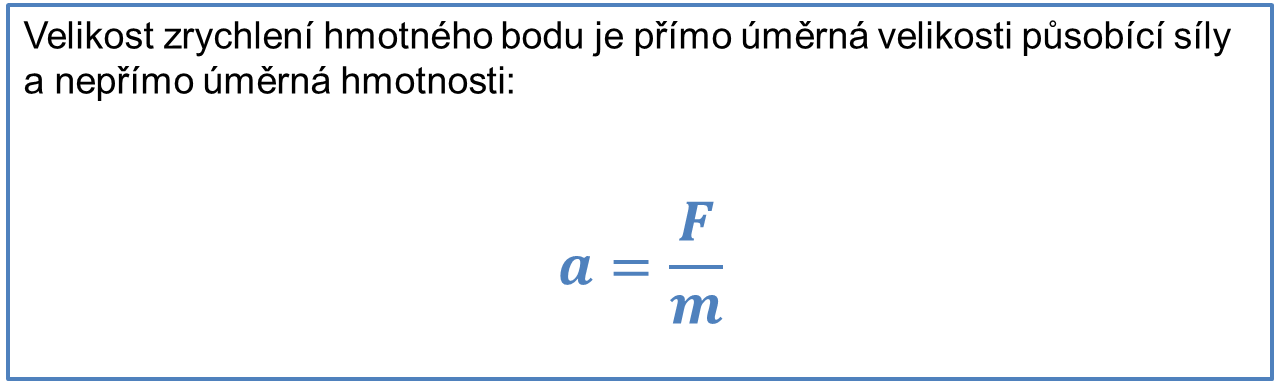 Velikost zrychlení hmotného bodu je přímo úměrná velikosti působící síly
a nepřímo úměrná hmotnosti:
a = F/m